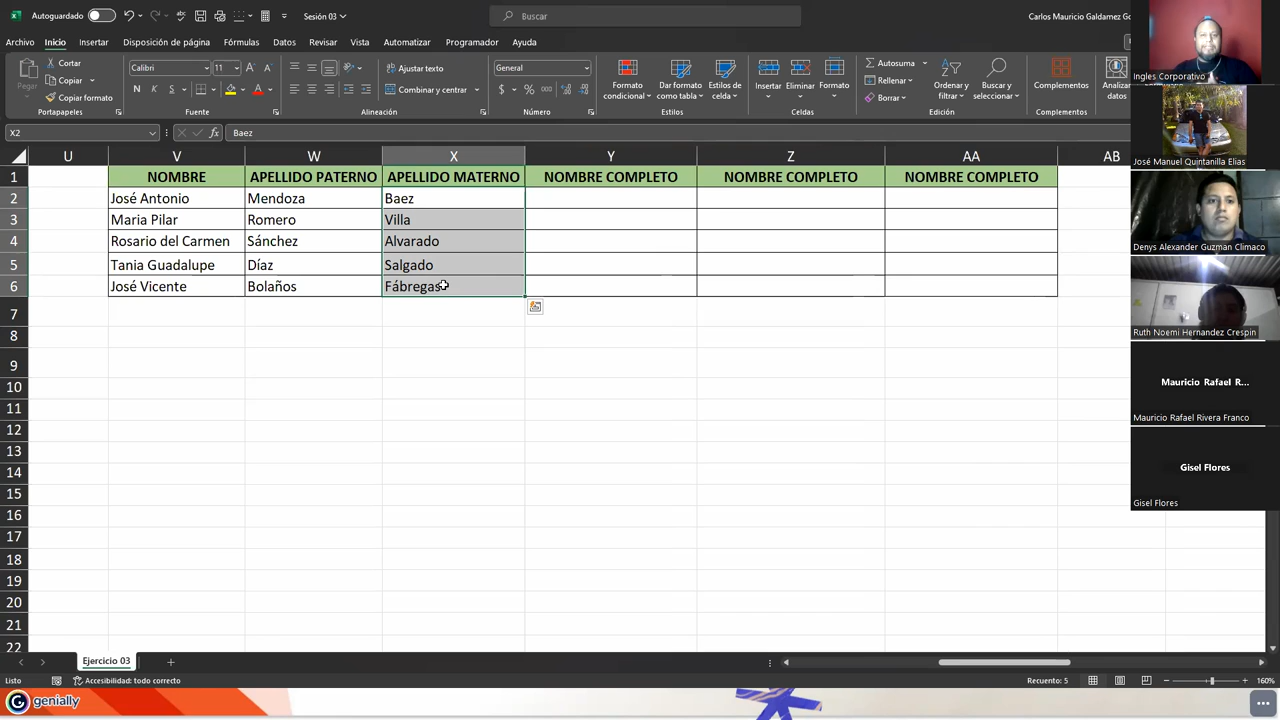 Autoguardado
Sesión 03
Buscar
Carlos Mauricio Galdamez Go
Archivo Inicio Insertar Disposición de página Fórmulas Datos Revisar Vista Automatizar Programador Ayuda
Pegar
Cortar
Copiar
Copiar formato
Portapapeles
Calibri 11
N K S
Fuente
Ajustar texto
Combinar y centrar
Alineación
General
$ % 000
Número
Formato condicional
Dar formato como tabla
Estilos de celda
Estilos
Insertar Eliminar Formato
Celdas
Autosuma
Rellenar
Borrar
Ordenar y filtrar
Buscar y seleccionar
Edición
Complementos
Complementos
Analizar datos
X2
fx
Baez
U V W X Y Z AA AB
1 NOMBRE APELLIDO PATERNO APELLIDO MATERNO NOMBRE COMPLETO NOMBRE COMPLETO NOMBRE COMPLETO
2 José Antonio Mendoza Baez
3 Maria Pilar Romero Villa
4 Rosario del Carmen Sánchez Alvarado
5 Tania Guadalupe Díaz Salgado
6 José Vicente Bolaños Fábregas
7
8
9
10
11
12
13
14
15
16
17
18
19
20
21
22
Ejercicio 03
Listo
Accesibilidad: todo correcto
Recuento: 5
160%
genially
Ingles Corporativo
José Manuel Quintanilla Elias
Denys Alexander Guzman Climaco
Ruth Noemi Hernandez Crespin
Mauricio Rafael R...
Mauricio Rafael Rivera Franco
Gisel Flores
Gisel Flores